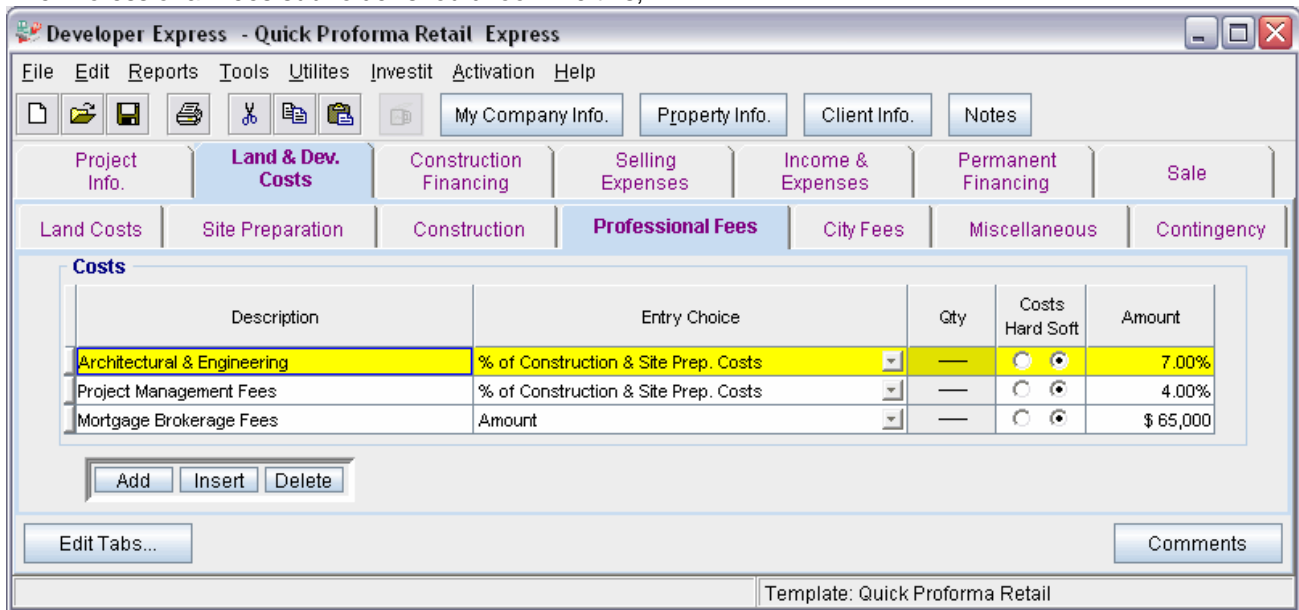 Developer Express - Quick Proforma Retail Express
File Edit Reports Tools Utilites Investit Activation Help
My Company Info. Property Info. Client Info. Notes
Project Info. Land & Dev. Costs Construction Financing Selling Expenses Income & Expenses Permanent Financing Sale
Land Costs Site Preparation Construction Professional Fees City Fees Miscellaneous Contingency
Costs
Description Entry Choice Qty Costs Hard Soft Amount
Architectural & Engineering % of Construction & Site Prep. Costs — 7.00%
Project Management Fees % of Construction & Site Prep. Costs — 4.00%
Mortgage Brokerage Fees Amount — $ 65,000
Add Insert Delete
Edit Tabs... Comments
Template: Quick Proforma Retail